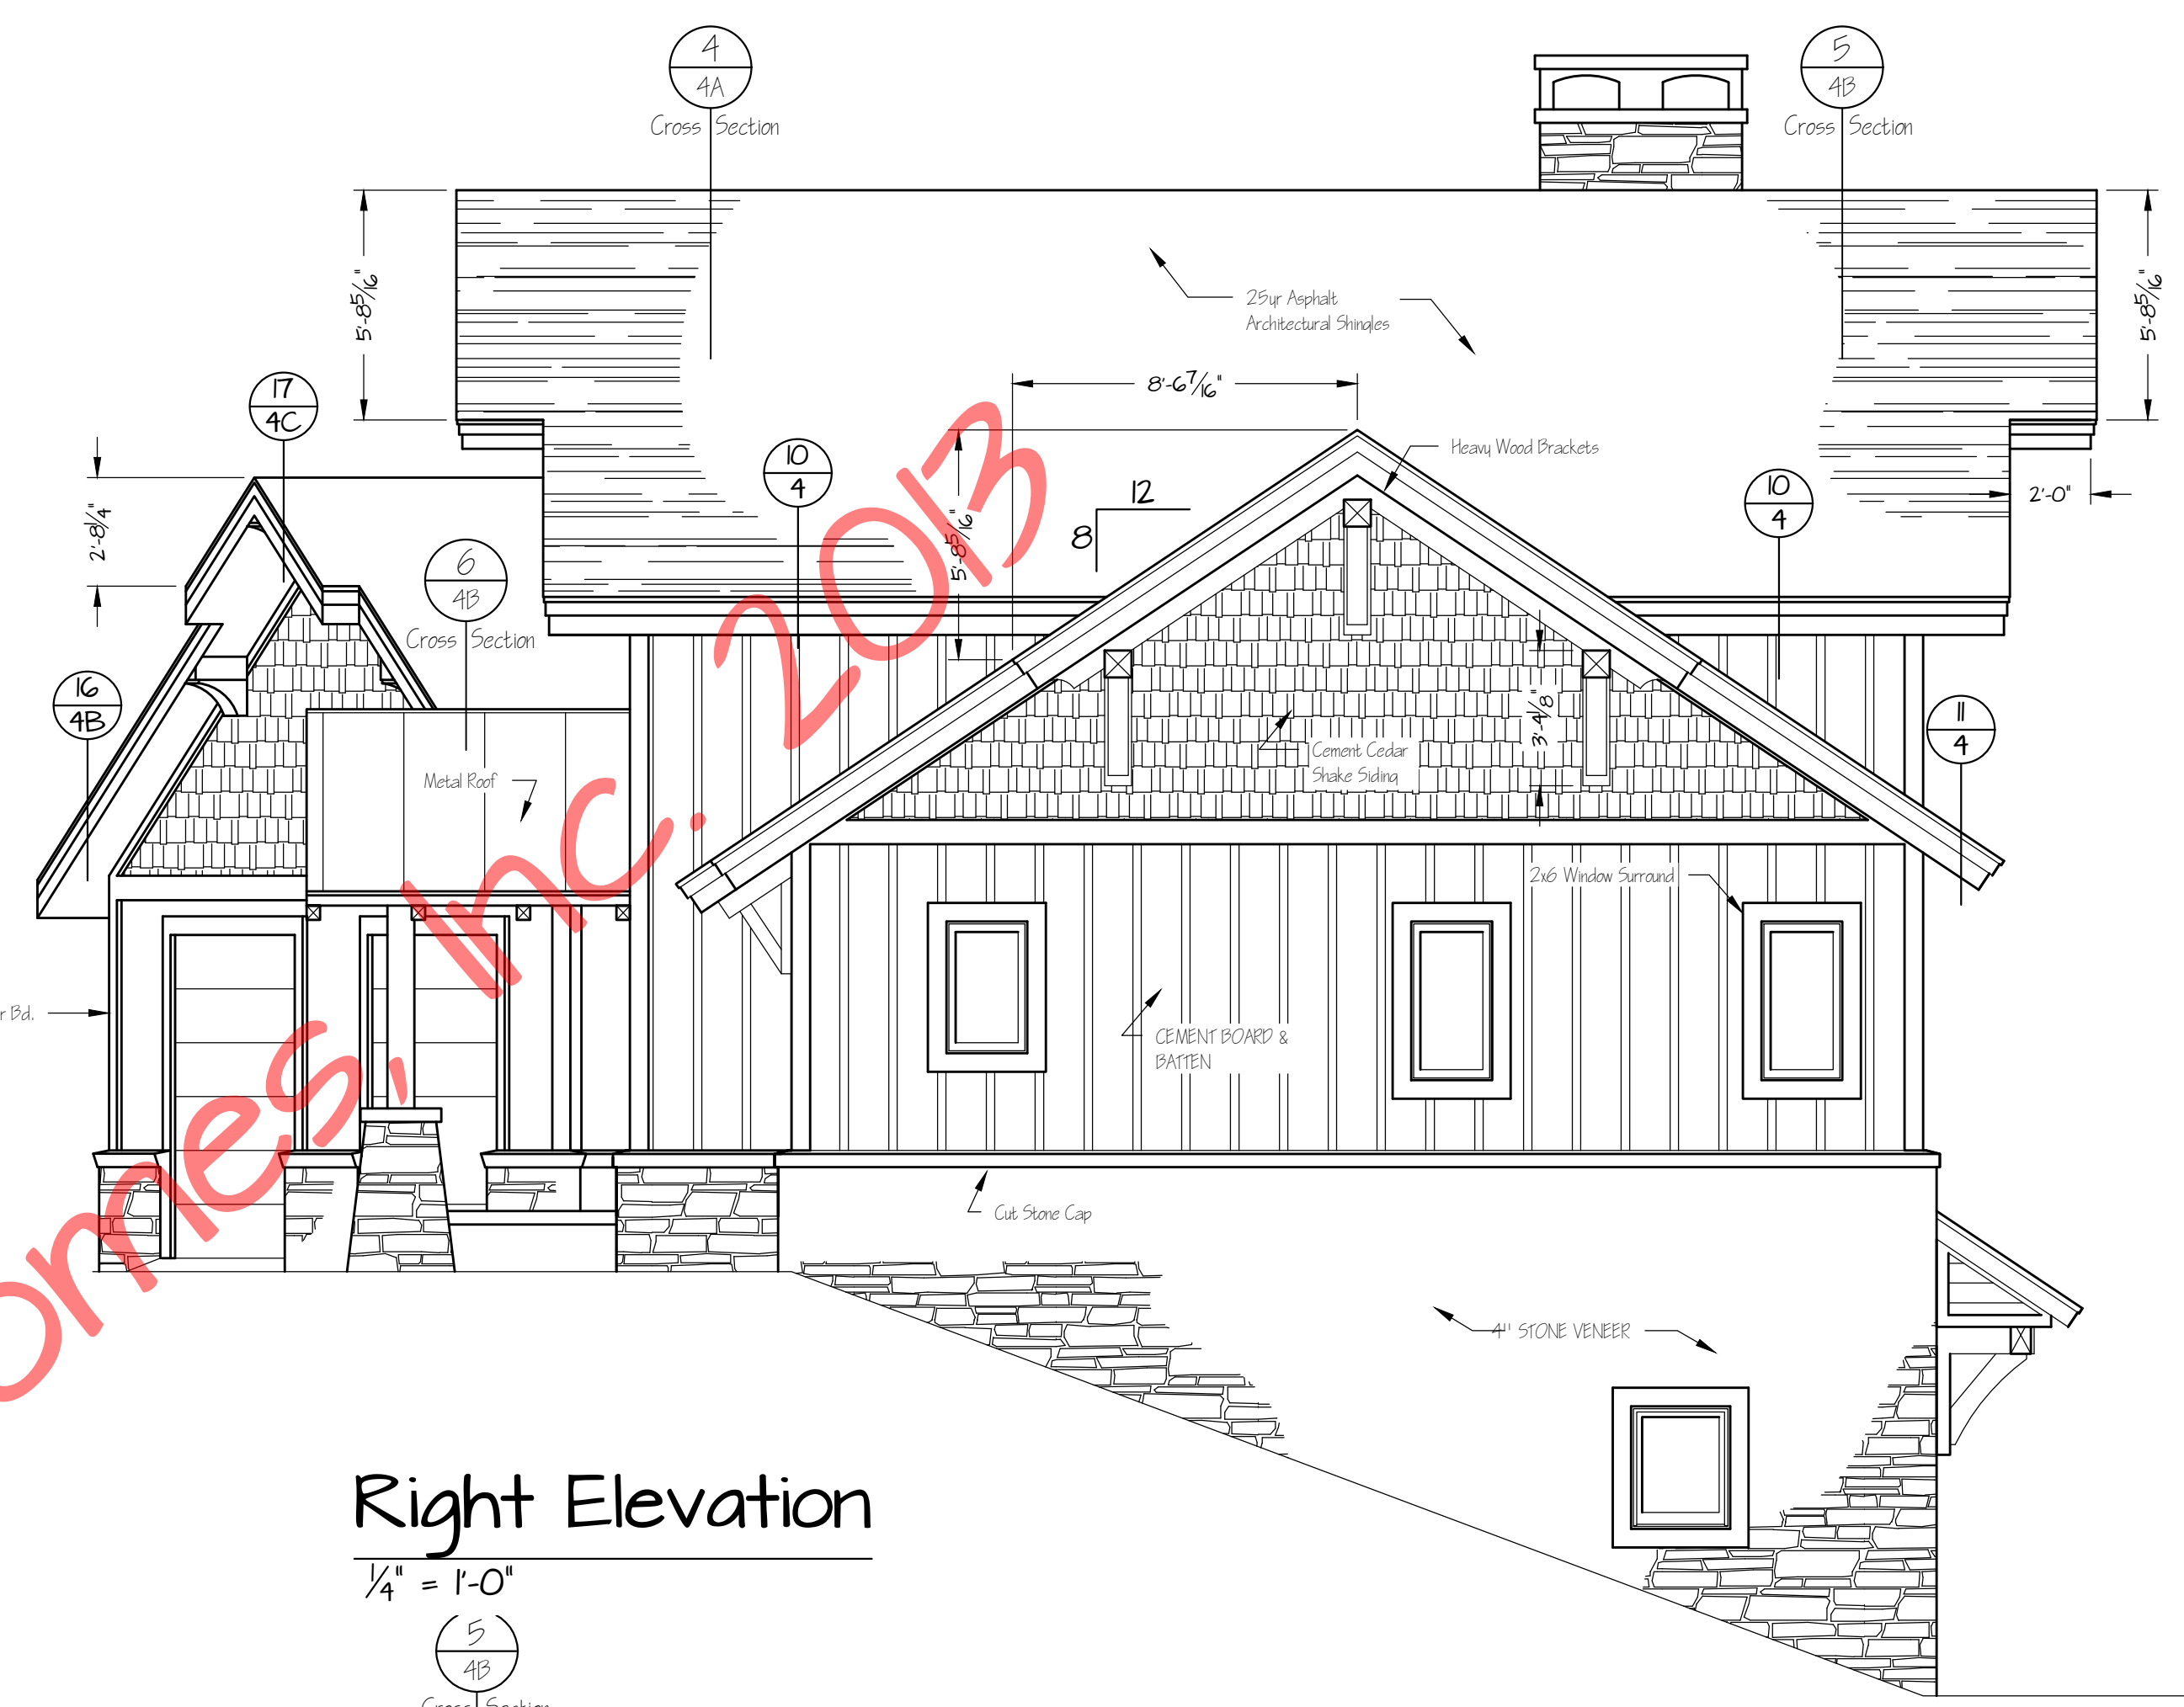 4
4A
Cross Section
5
4B
Cross Section
5'-8 5/16"
5'-8 5/16"
25yr Asphalt
Architectural Shingles
8'-6 7/16"
17
4C
10
4
Heavy Wood Brackets
12
8
10
4
2'-0"
2'-8 1/4"
5'-8 5/16"
6
4B
Cross Section
16
4B
11
4
3'-4 1/8"
Cement Cedar
Shake Siding
Metal Roof
2x6 Window Surround
r Bd.
CEMENT BOARD &
BATTEN
Cut Stone Cap
4" STONE VENEER
omes, Inc. 2013
Right Elevation
1/4" = 1'-0"
5
4B
Cross Section